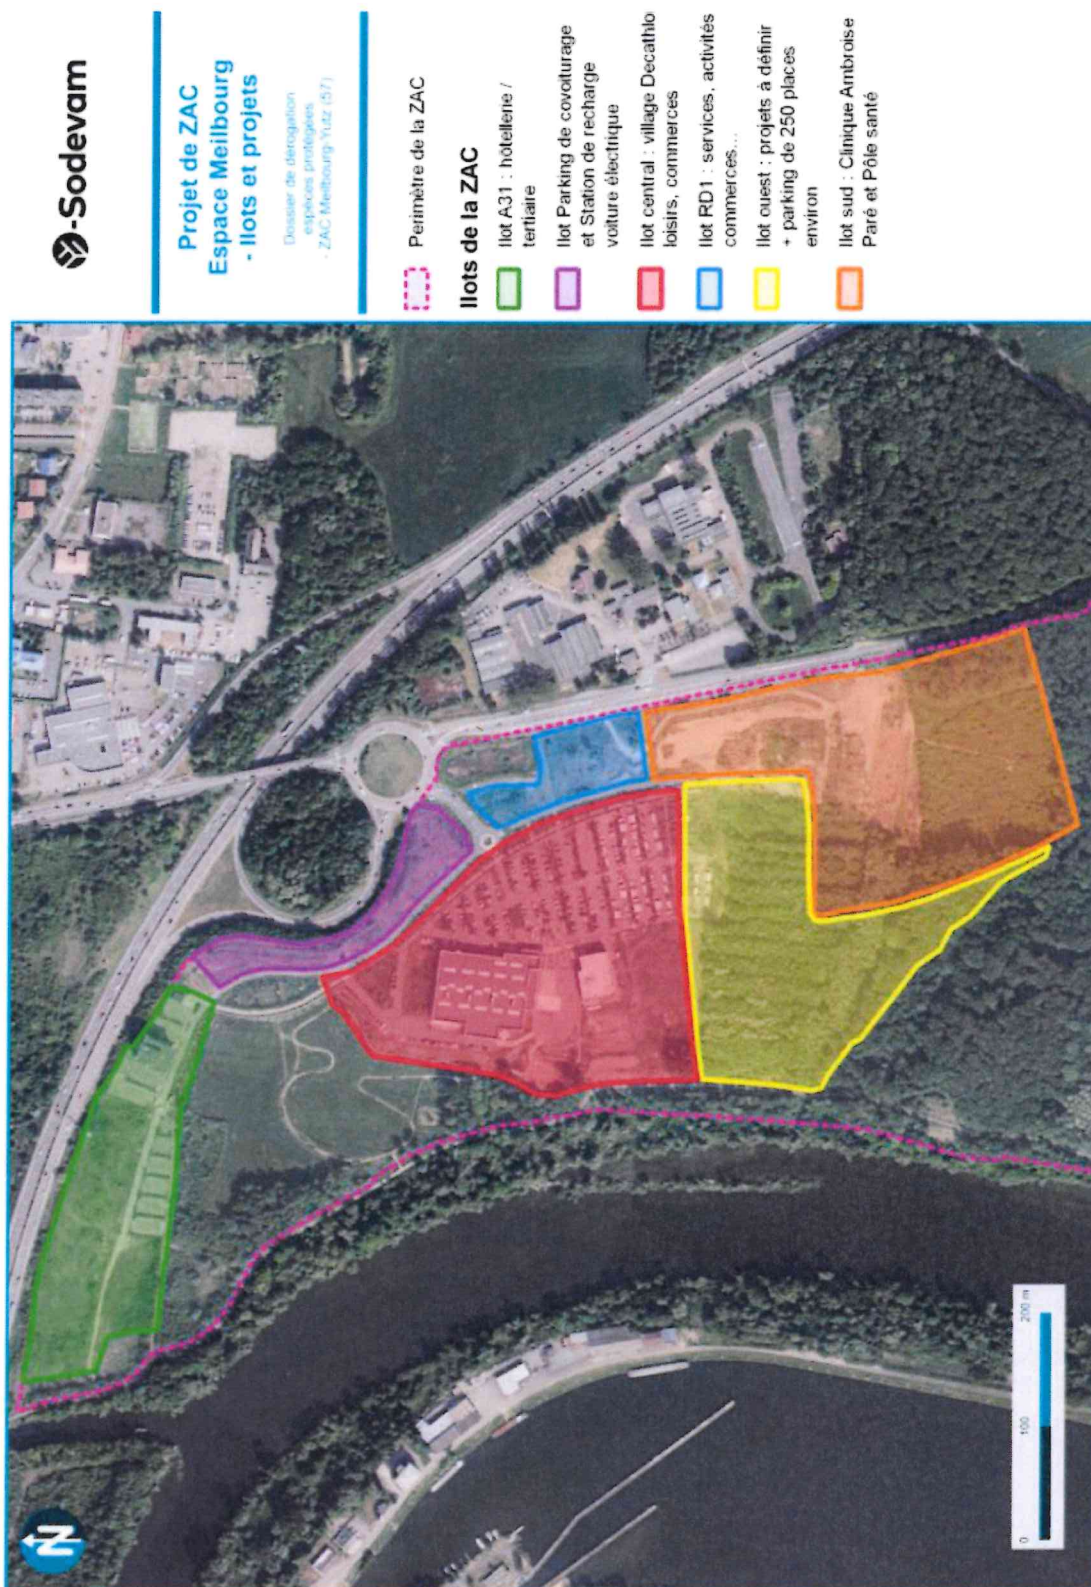 -Sodevam
Projet de ZAC
Espace Meilbourg
- Ilots et projets
Dossier de dérogation
espèces protégées
- ZAC Meilbourg-Yutz (57)
Perimètre de la ZAC
Ilots de la ZAC
Ilot A31 : hôtellerie /
tertiaire
Ilot Parking de covoiturage
et Station de recharge
voiture électrique
Ilot central : village Decathlo
loisirs, commerces
Ilot RD1 : services, activités
commerces...
Ilot ouest : projets à définir
+ parking de 250 places
environ
Ilot sud : Clinique Ambroise
Paré et Pôle santé
N
0
100
200 m